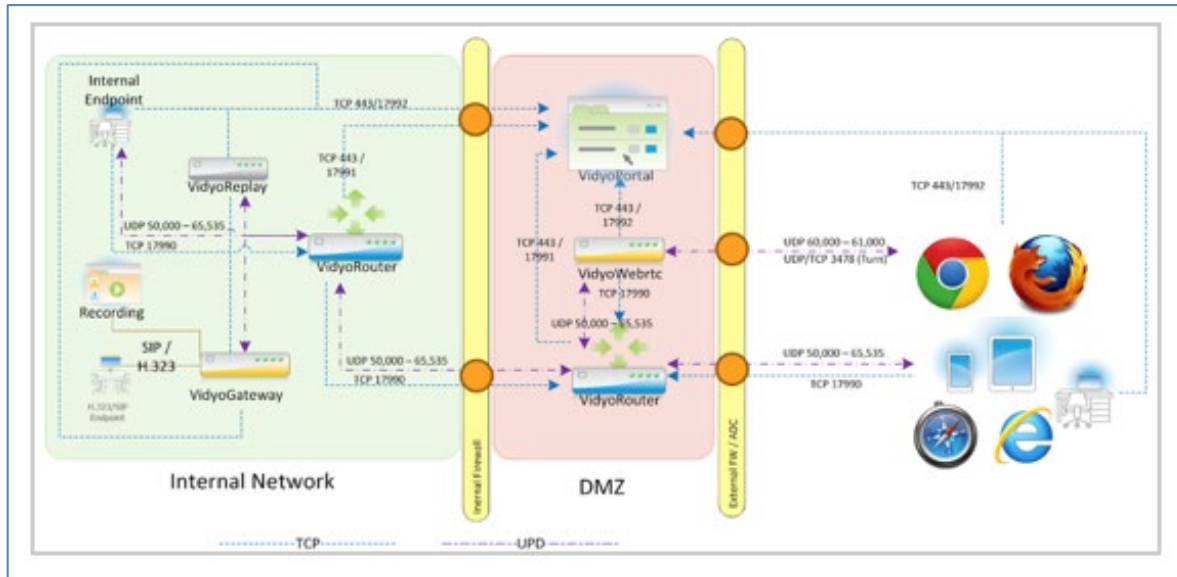 Internal
Endpoint
TCP 443/17992
TCP 443 /
17991
VidyoReplay
UDP 50,000 – 65,535
TCP 17990
VidyoRouter
Recording
SIP /
H.323
VidyoGateway
H.323/SIP
Endpoint
UDP 50,000 – 65,535
TCP 17990
Internal Network
Inernal Firewall
VidyoPortal
TCP 443 /
17992
TCP 443 /
17991
VidyoWebrtc
TCP 17990
UDP 50,000 – 65,535
VidyoRouter
DMZ
External FW / ADC
TCP 443/17992
UDP 60,000 – 61,000
UDP/TCP 3478 (Turn)
UDP 50,000 – 65,535
TCP 17990
TCP
UPD